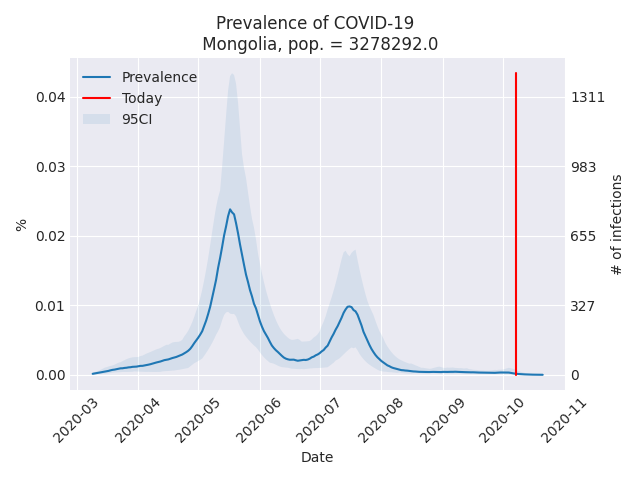 Prevalence of COVID-19
Mongolia, pop. = 3278292.0
Prevalence
Today
95CI
0.04
0.03
0.02
0.01
0.00
%
1311
983
655
327
0
# of infections
2020-03
2020-04
2020-05
2020-06
2020-07
2020-08
2020-09
2020-10
2020-11
Date